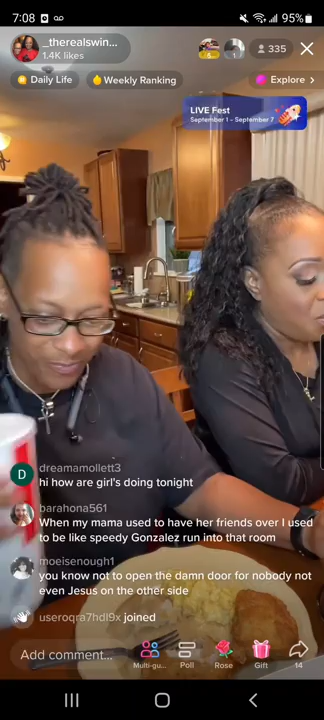 7:08
95%
_therealswin...
1.4K likes
335
Daily Life
Weekly Ranking
Explore >
LIVE Fest
September 1 – September 7
D
dreamamollett3
hi how are girl's doing tonight
barahona561
When my mama used to have her friends over I used
to be like speedy Gonzalez run into that room
moeisenough1
you know not to open the damn door for nobody not
even Jesus on the other side
useroqra7hdl9x joined
Add comment...
Multi-gu...
Poll
Rose
Gift
14